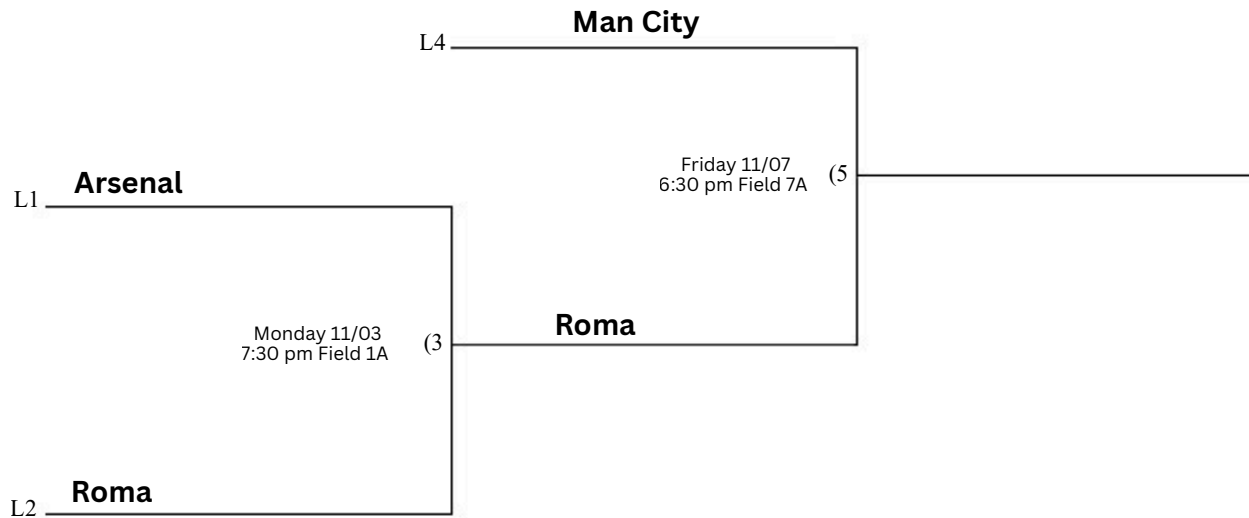 Man City
L4
Friday 11/07
6:30 pm Field 7A
(5
Arsenal
L1
Monday 11/03
7:30 pm Field 1A
(3
Roma
Roma
L2